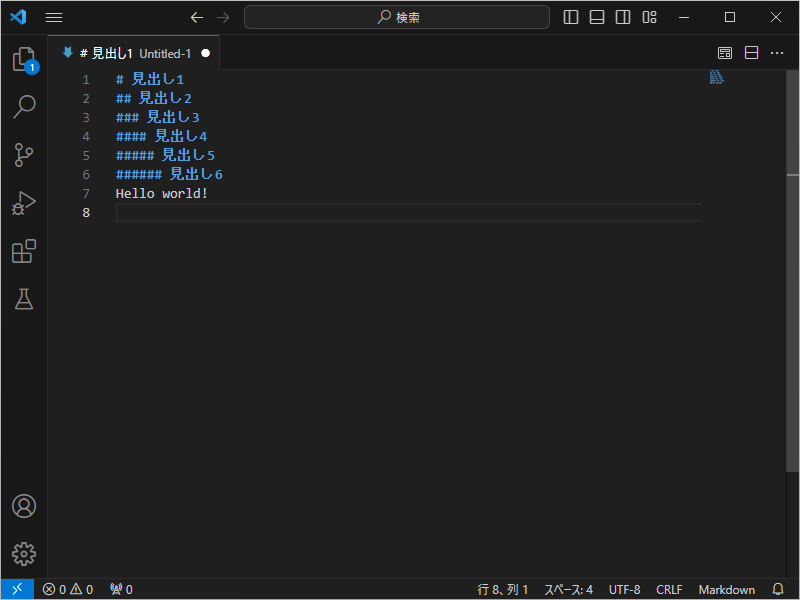 検索
# 見出し1 Untitled-1
1
1 # 見出し1
2 ## 見出し2
3 ### 見出し3
4 #### 見出し4
5 ##### 見出し5
6 ###### 見出し6
7 Hello world!
8
0 0 0 行 8、列 1 スペース: 4 UTF-8 CRLF Markdown